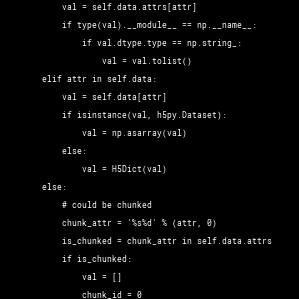 val = self.data.attrs[attr]
if type(val).__module__ == np.__name__:
if val.dtype.type == np.string_:
val = val.tolist()
elif attr in self.data:
val = self.data[attr]
if isinstance(val, h5py.Dataset):
val = np.asarray(val)
else:
val = H5Dict(val)
else:
# could be chunked
chunk_attr = '%s%d' % (attr, 0)
is_chunked = chunk_attr in self.data.attrs
if is_chunked:
val = []
chunk_id = 0